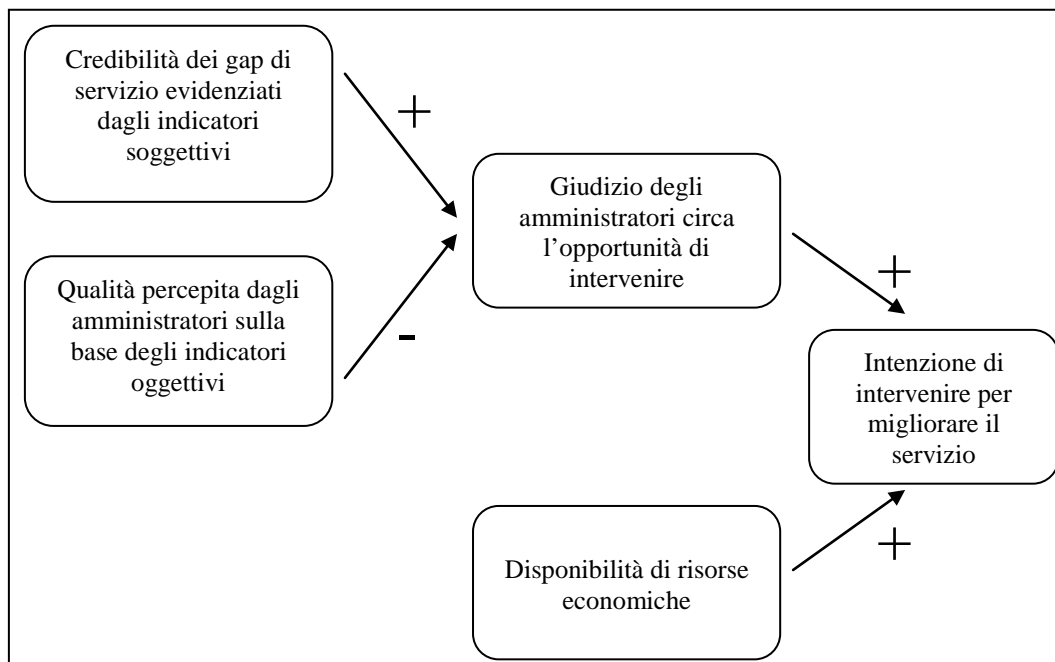 Credibilità dei gap di
servizio evidenziati
dagli indicatori
soggettivi
+
Giudizio degli
amministratori circa
l’opportunità di
intervenire
Qualità percepita dagli
amministratori sulla
base degli indicatori
oggettivi
-
+
Intenzione di
intervenire per
migliorare il
servizio
+
Disponibilità di risorse
economiche